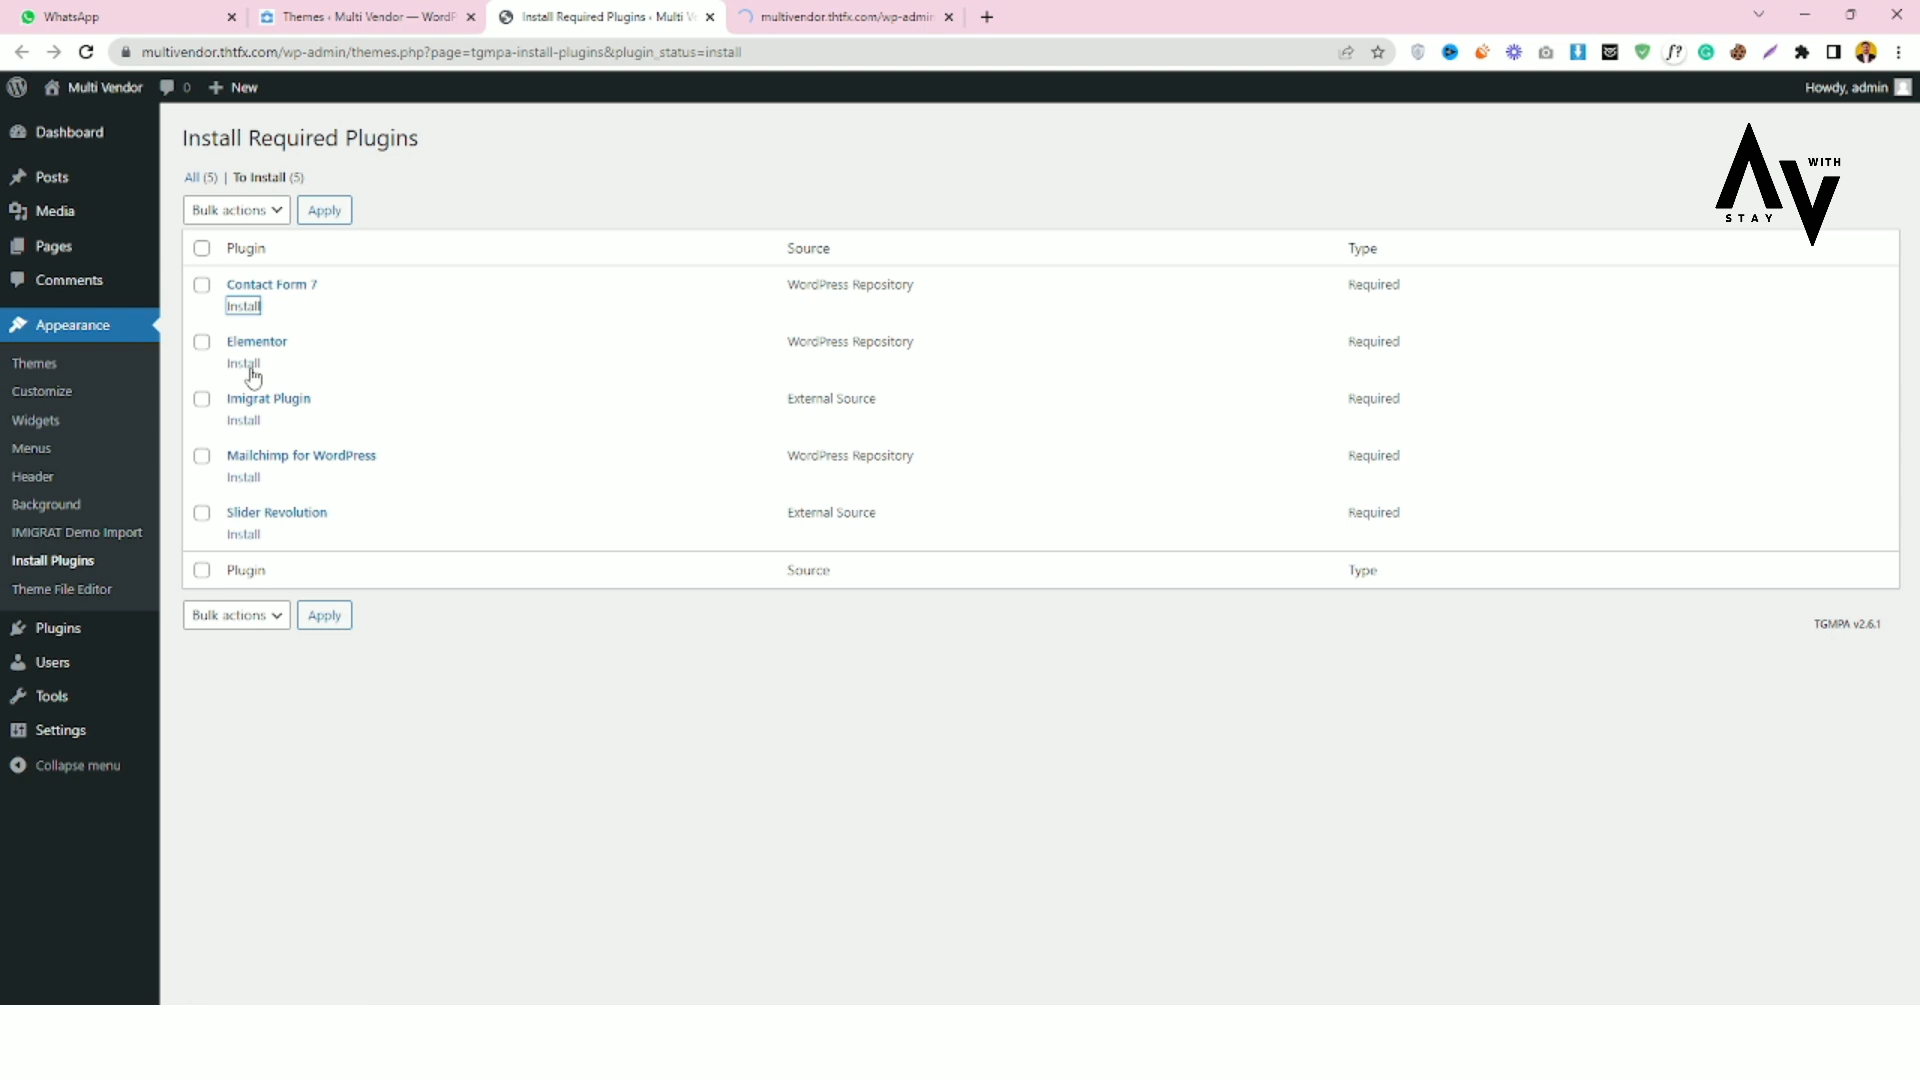 WhatsApp
Themes ‹ Multi Vendor — WordP
Install Required Plugins ‹ Multi Ve
multivendor.thtfx.com/wp-admin
multivendor.thtfx.com/wp-admin/themes.php?page=tgmpa-install-plugins&plugin_status=install
f?
Multi Vendor
0
New
Howdy, admin
Dashboard
Posts
Media
Pages
Comments
Appearance
Themes
Customize
Widgets
Menus
Header
Background
IMIGRAT Demo Import
Install Plugins
Theme File Editor
Plugins
Users
Tools
Settings
Collapse menu
Install Required Plugins
All (5) | To Install (5)
Bulk actions Apply
Plugin Source Type
Contact Form 7 WordPress Repository Required
Install
Elementor WordPress Repository Required
Install
Imigrat Plugin External Source Required
Install
Mailchimp for WordPress WordPress Repository Required
Install
Slider Revolution External Source Required
Install
Plugin Source Type
Bulk actions Apply
TGMPA v2.6.1
WITH
STAY
AV